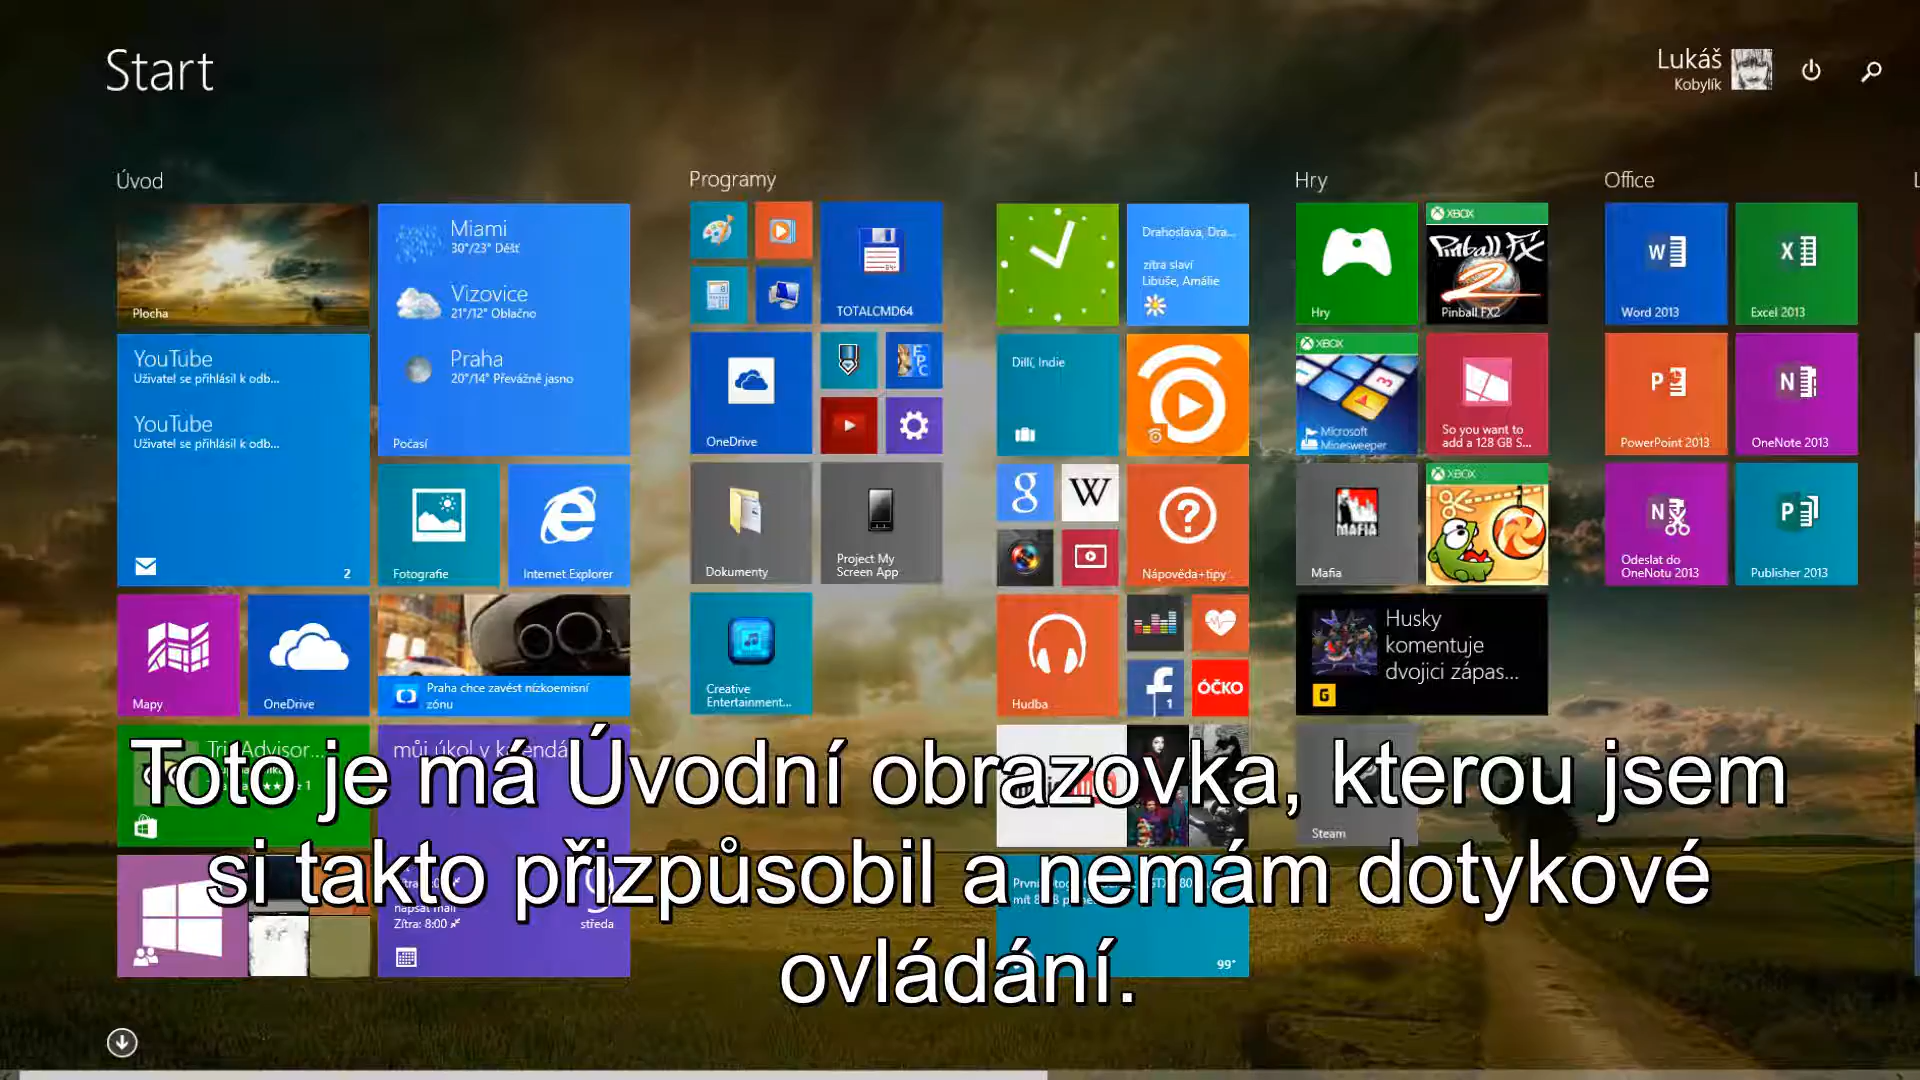 Start
Lukáš
Kobylík
Úvod
Plocha
Miami
30°/23° Déšť
Vizovice
21°/12° Oblačno
Praha
20°/14° Převážně jasno
Počasí
YouTube
Uživatel se přihlásil k odb...
YouTube
Uživatel se přihlásil k odb...
2
Fotografie
Internet Explorer
Mapy
OneDrive
Praha chce zavést nízkoemisní
zónu
můj úkol v
Zítra: 8:00
středa
Programy
TOTALCMD64
OneDrive
Dokumenty
Project My
Screen App
Creative
Entertainment...
Drahoslava, Dra...
zítra slaví
Libuše, Amálie
Dillí, Indie
g
W
Nápověda+tipy
Hudba
f
1
ÓČKO
99+
Hry
Hry
XBOX
Pinball FX
2
Pinball FX2
XBOX
Microsoft
Minesweeper
So you want to
add a 128 GB S...
MAFIA
Mafia
XBOX
Husky
komentuje
dvojici zápas...
G
Steam
Office
Word 2013
Excel 2013
PowerPoint 2013
OneNote 2013
Odeslat do
OneNotu 2013
Publisher 2013
Toto je má Úvodní obrazovka, kterou jsem
si takto přizpůsobil a nemám dotykové
ovládání.